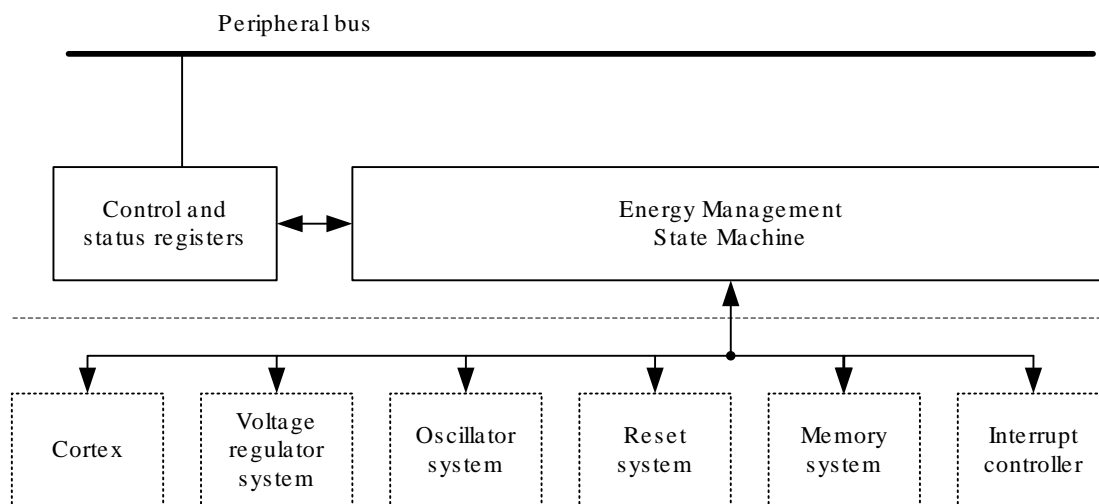 Peripheral bus
Control and
status registers
Energy Management
State Machine
Cortex
Voltage
regulator
system
Oscillator
system
Reset
system
Memory
system
Interrupt
controller